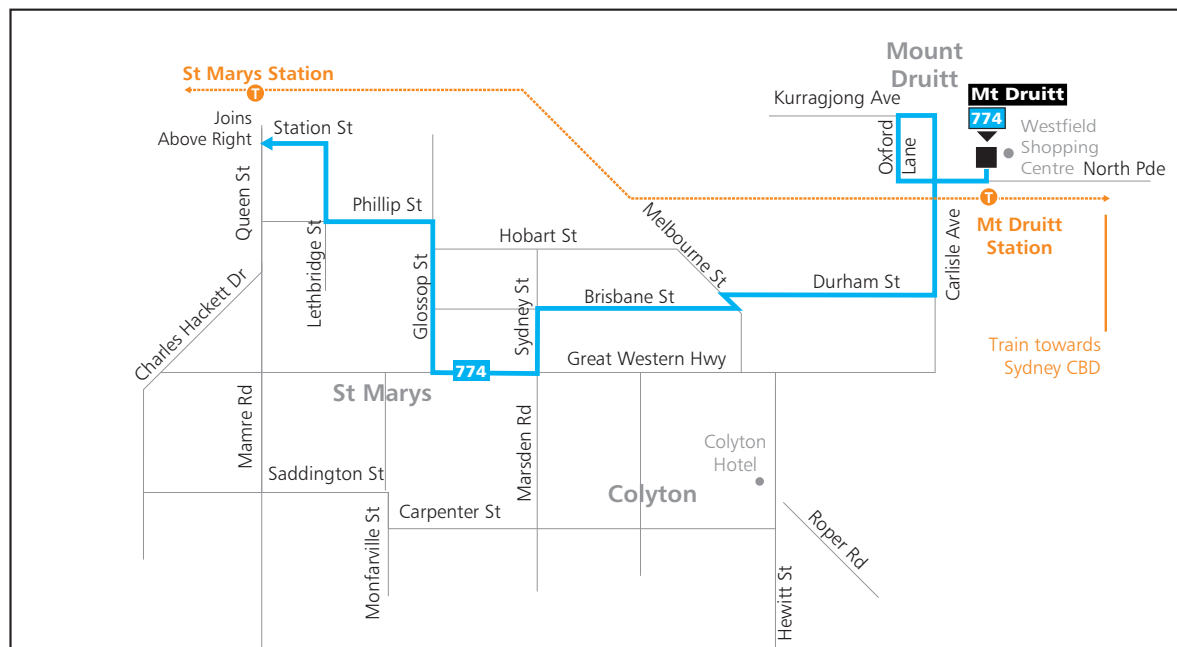 Mount
Druitt
St Marys Station
T
Mt Druitt
774
Kurragjong Ave
Joins
Above Right
Station St
Oxford
Lane
Westfield
Shopping
Centre
North Pde
Queen St
Phillip St
Lethbridge St
Glossop St
Hobart St
Melbourne St
T
Mt Druitt
Station
Carlisle Ave
Durham St
Brisbane St
Sydney St
Charles Hackett Dr
Great Western Hwy
774
Train towards
Sydney CBD
St Marys
Mamre Rd
Marsden Rd
Colyton
Hotel
Saddington St
Colyton
Monfarville St
Carpenter St
Roper Rd
Hewitt St